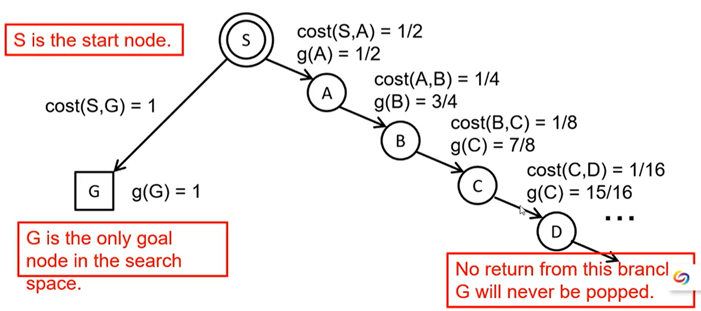 S is the start node.
S
cost(S,A) = 1/2
g(A) = 1/2
A
cost(A,B) = 1/4
g(B) = 3/4
cost(S,G) = 1
B
cost(B,C) = 1/8
g(C) = 7/8
C
cost(C,D) = 1/16
g(C) = 15/16
G
g(G) = 1
...
D
G is the only goal
node in the search
space.
No return from this branch
G will never be popped.